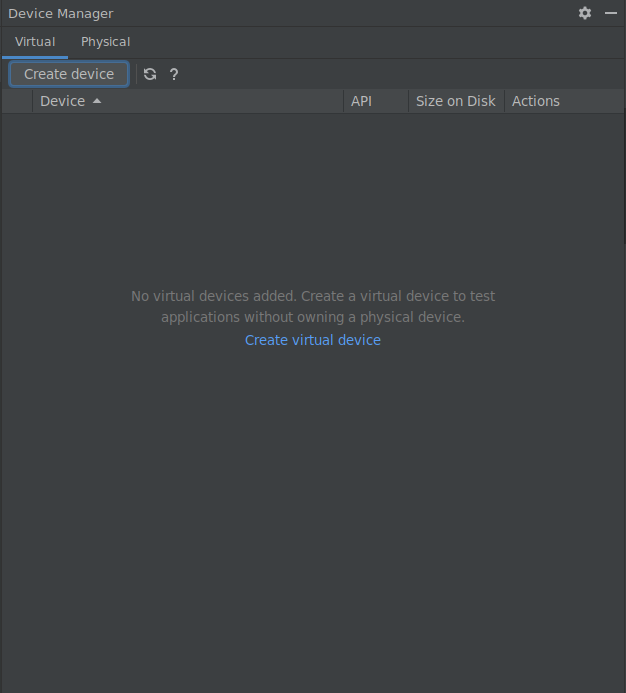 Device Manager
Virtual Physical
Create device ?
Device API Size on Disk Actions
No virtual devices added. Create a virtual device to test
applications without owning a physical device.
Create virtual device